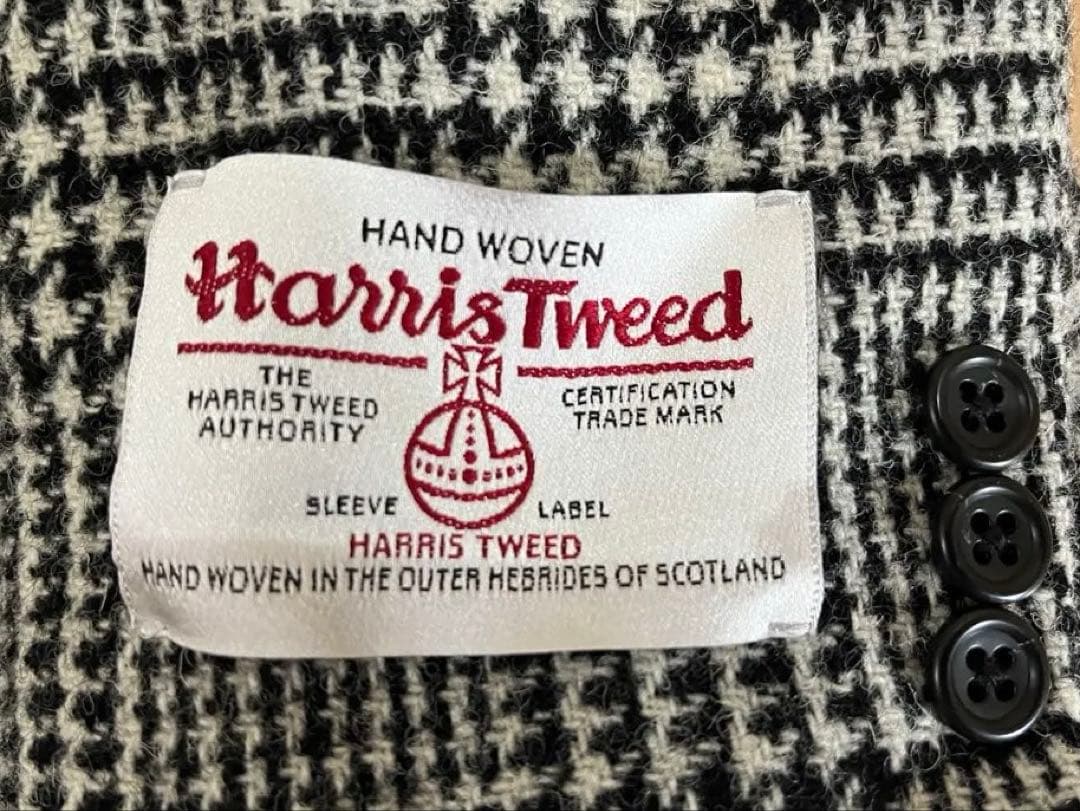 HAND WOVEN
Harris Tweed
THE
HARRIS TWEED
AUTHORITY
CERTIFICATION
TRADE MARK
SLEEVE LABEL
HARRIS TWEED
HAND WOVEN IN THE OUTER HEBRIDES OF SCOTLAND